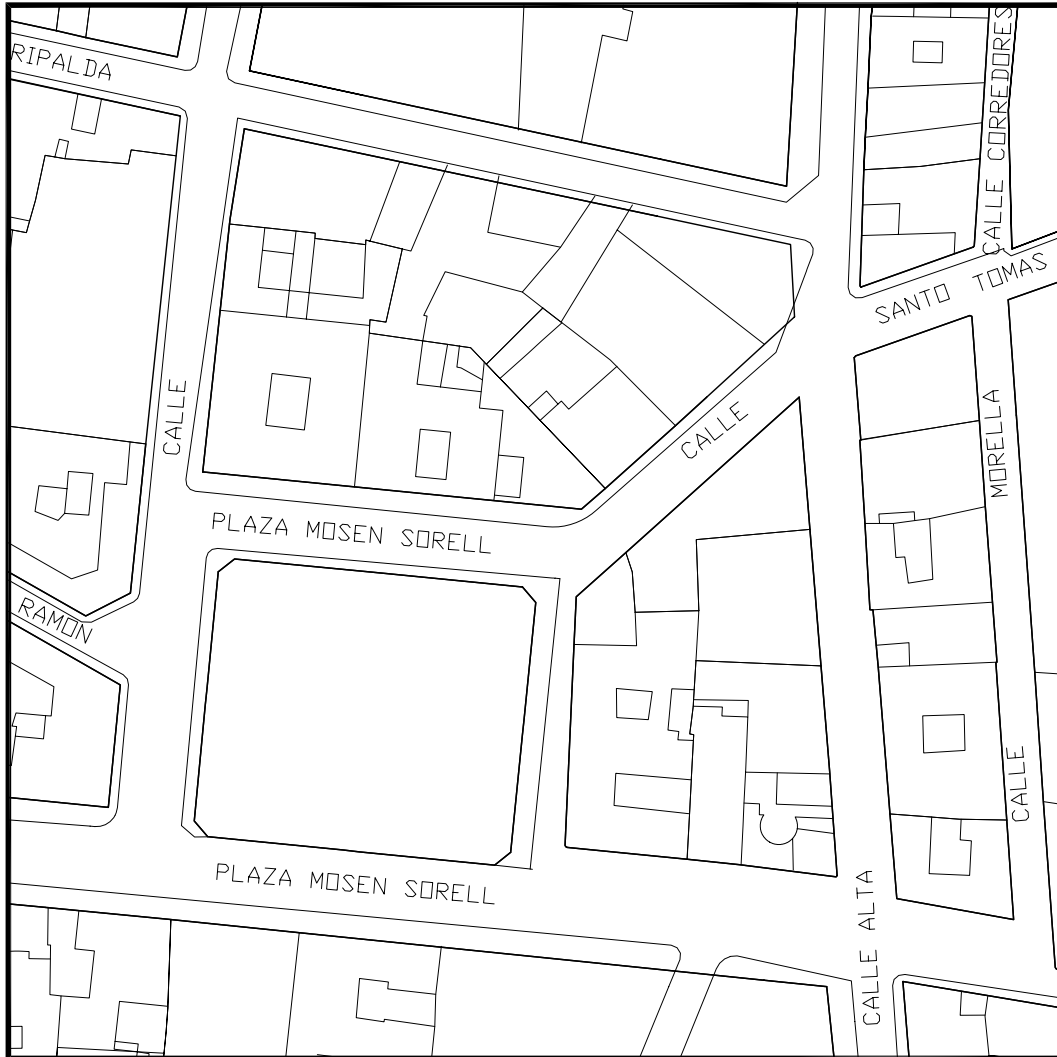 RIPALDA
CALLE CORREDORES
SANTO TOMAS
CALLE
CALLE
MORELLA
PLAZA MOSEN SORELL
RAMON
CALLE
PLAZA MOSEN SORELL
CALLE ALTA